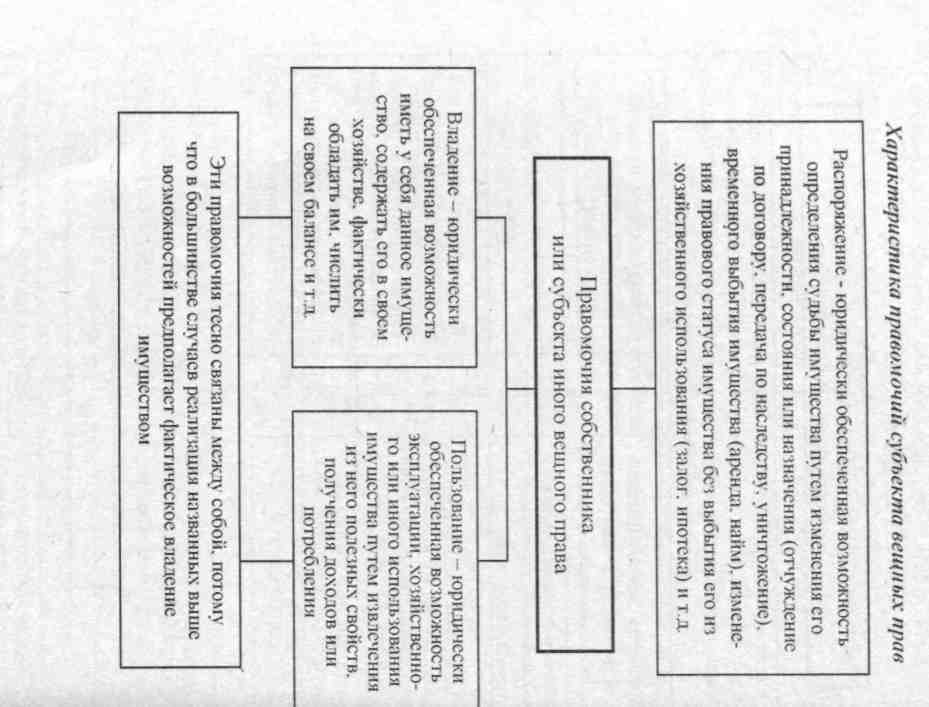 Характеристика правомочий субъекта вещных прав
Распоряжение - юридически обеспеченная возможность
определения судьбы имущества путем изменения его
принадлежности, состояния или назначения (отчуждение
по договору, передача по наследству, уничтожение),
временного выбытия имущества (аренда, найм), измене-
ния правового статуса имущества без выбытия его из
хозяйственного использования (залог, ипотека) и т.д.
Правомочия собственника
или субъекта иного вещного права
Владение – юридически
обеспеченная возможность
иметь у себя данное имуще-
ство, содержать его в своем
хозяйстве, фактически
обладать им, числить
на своем балансе и т.д.
Пользование – юридически
обеспеченная возможность
эксплуатации, хозяйственно-
го или иного использования
имущества путем извлечения
из него полезных свойств,
получения доходов или
потребления
Эти правомочия тесно связаны между собой, потому
что в большинстве случаев реализация названных выше
возможностей предполагает фактическое владение
имуществом